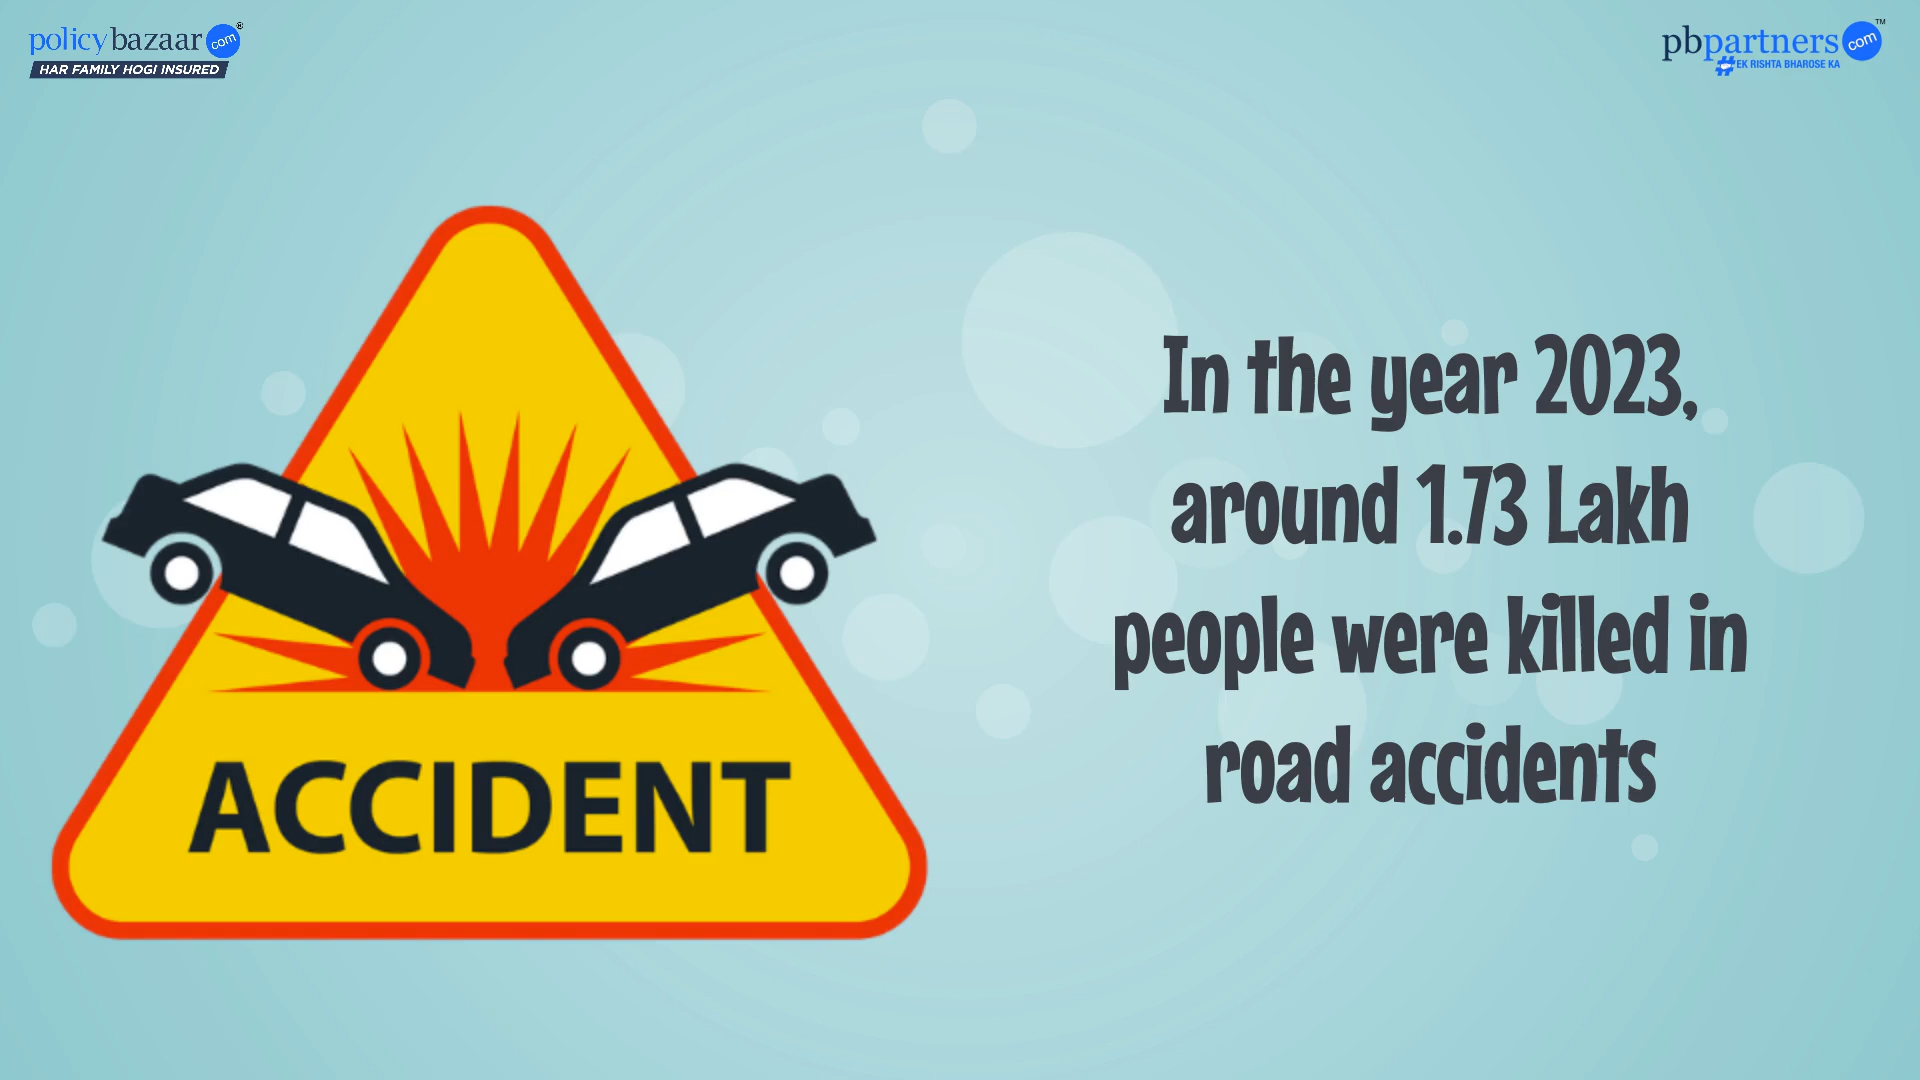 policybazaar.com®
HAR FAMILY HOGI INSURED
pbpartners.com™
#EK RISHTA BHAROSE KA
In the year 2023,
around 1.73 Lakh
people were killed in
road accidents
ACCIDENT